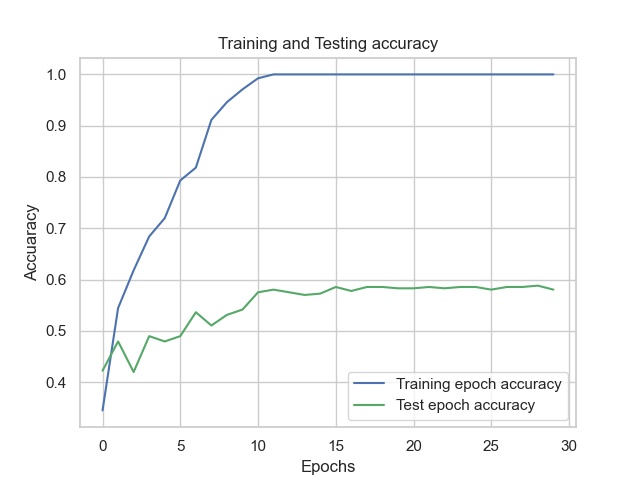 Training and Testing accuracy
1.0
0.9
0.8
0.7
0.6
0.5
0.4
Accuaracy
Training epoch accuracy
Test epoch accuracy
0 5 10 15 20 25 30
Epochs